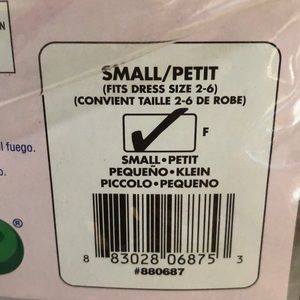 N
SMALL/PETIT
(FITS DRESS SIZE 2-6)
(CONVIENT TAILLE 2-6 DE ROBE)
F
l fuego.
o.
SMALL•PETIT
PEQUEÑO•KLEIN
PICCOLO•PEQUENO
®
8 83028 06875 3
#880687